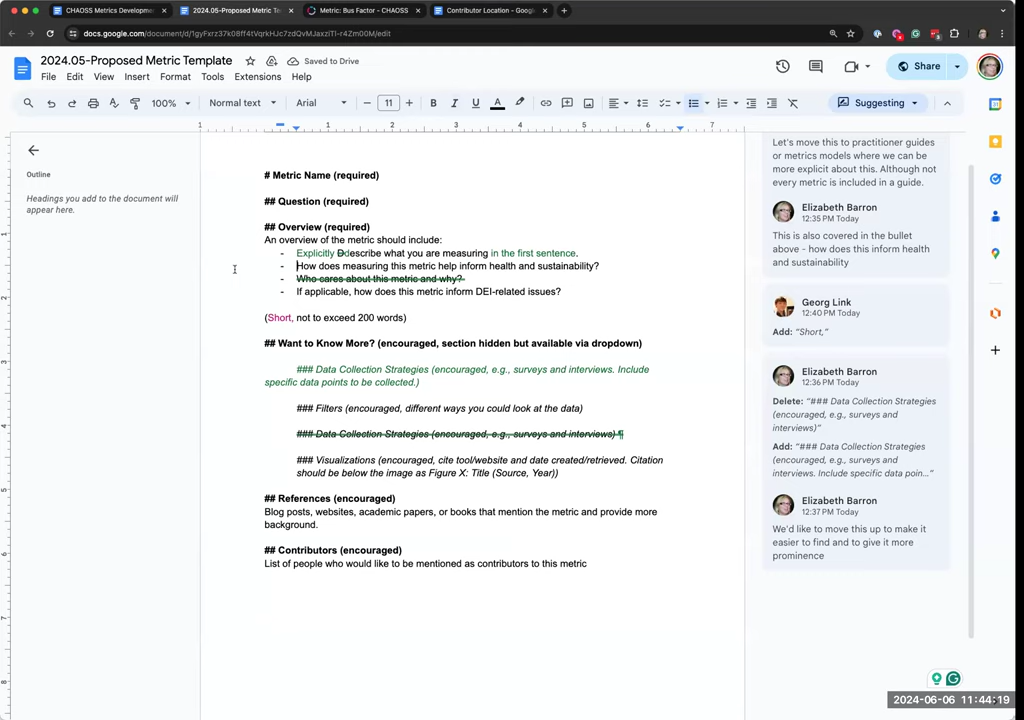 CHAOSS Metrics Developmen
2024.05-Proposed Metric Te
Metric: Bus Factor - CHAOSS
Contributor Location - Google
docs.google.com/document/d/1gyFxrz37k08ff4tVqrkHJc7zdQvMJaxziTl-r4Zm00M/edit
2024.05-Proposed Metric Template
Saved to Drive
File Edit View Insert Format Tools Extensions Help
Share
100% Normal text Arial 11 Suggesting
1 1 2 3 4 5 6 7
Outline
Headings you add to the document will
appear here.
# Metric Name (required)
## Question (required)
## Overview (required)
An overview of the metric should include:
- Explicitly Ddescribe what you are measuring in the first sentence.
- How does measuring this metric help inform health and sustainability?
- Who cares about this metric and why?
- If applicable, how does this metric inform DEI-related issues?
(Short, not to exceed 200 words)
## Want to Know More? (encouraged, section hidden but available via dropdown)
### Data Collection Strategies (encouraged, e.g., surveys and interviews. Include
specific data points to be collected.)
### Filters (encouraged, different ways you could look at the data)
### Data Collection Strategies (encouraged, e.g., surveys and interviews) ¶
### Visualizations (encouraged, cite tool/website and date created/retrieved. Citation
should be below the image as Figure X: Title (Source, Year))
## References (encouraged)
Blog posts, websites, academic papers, or books that mention the metric and provide more
background.
## Contributors (encouraged)
List of people who would like to be mentioned as contributors to this metric
Let's move this to practitioner guides
or metrics models where we can be
more explicit about this. Although not
every metric is included in a guide.
Elizabeth Barron
12:35 PM Today
This is also covered in the bullet
above - how does this inform health
and sustainability
Georg Link
12:40 PM Today
Add: "Short,"
Elizabeth Barron
12:36 PM Today
Delete: "### Data Collection Strategies
(encouraged, e.g., surveys and
interviews)"
Add: "### Data Collection Strategies
(encouraged, e.g., surveys and
interviews. Include specific data poin..."
Elizabeth Barron
12:37 PM Today
We'd like to move this up to make it
easier to find and to give it more
prominence
2024-06-06 11:44:19